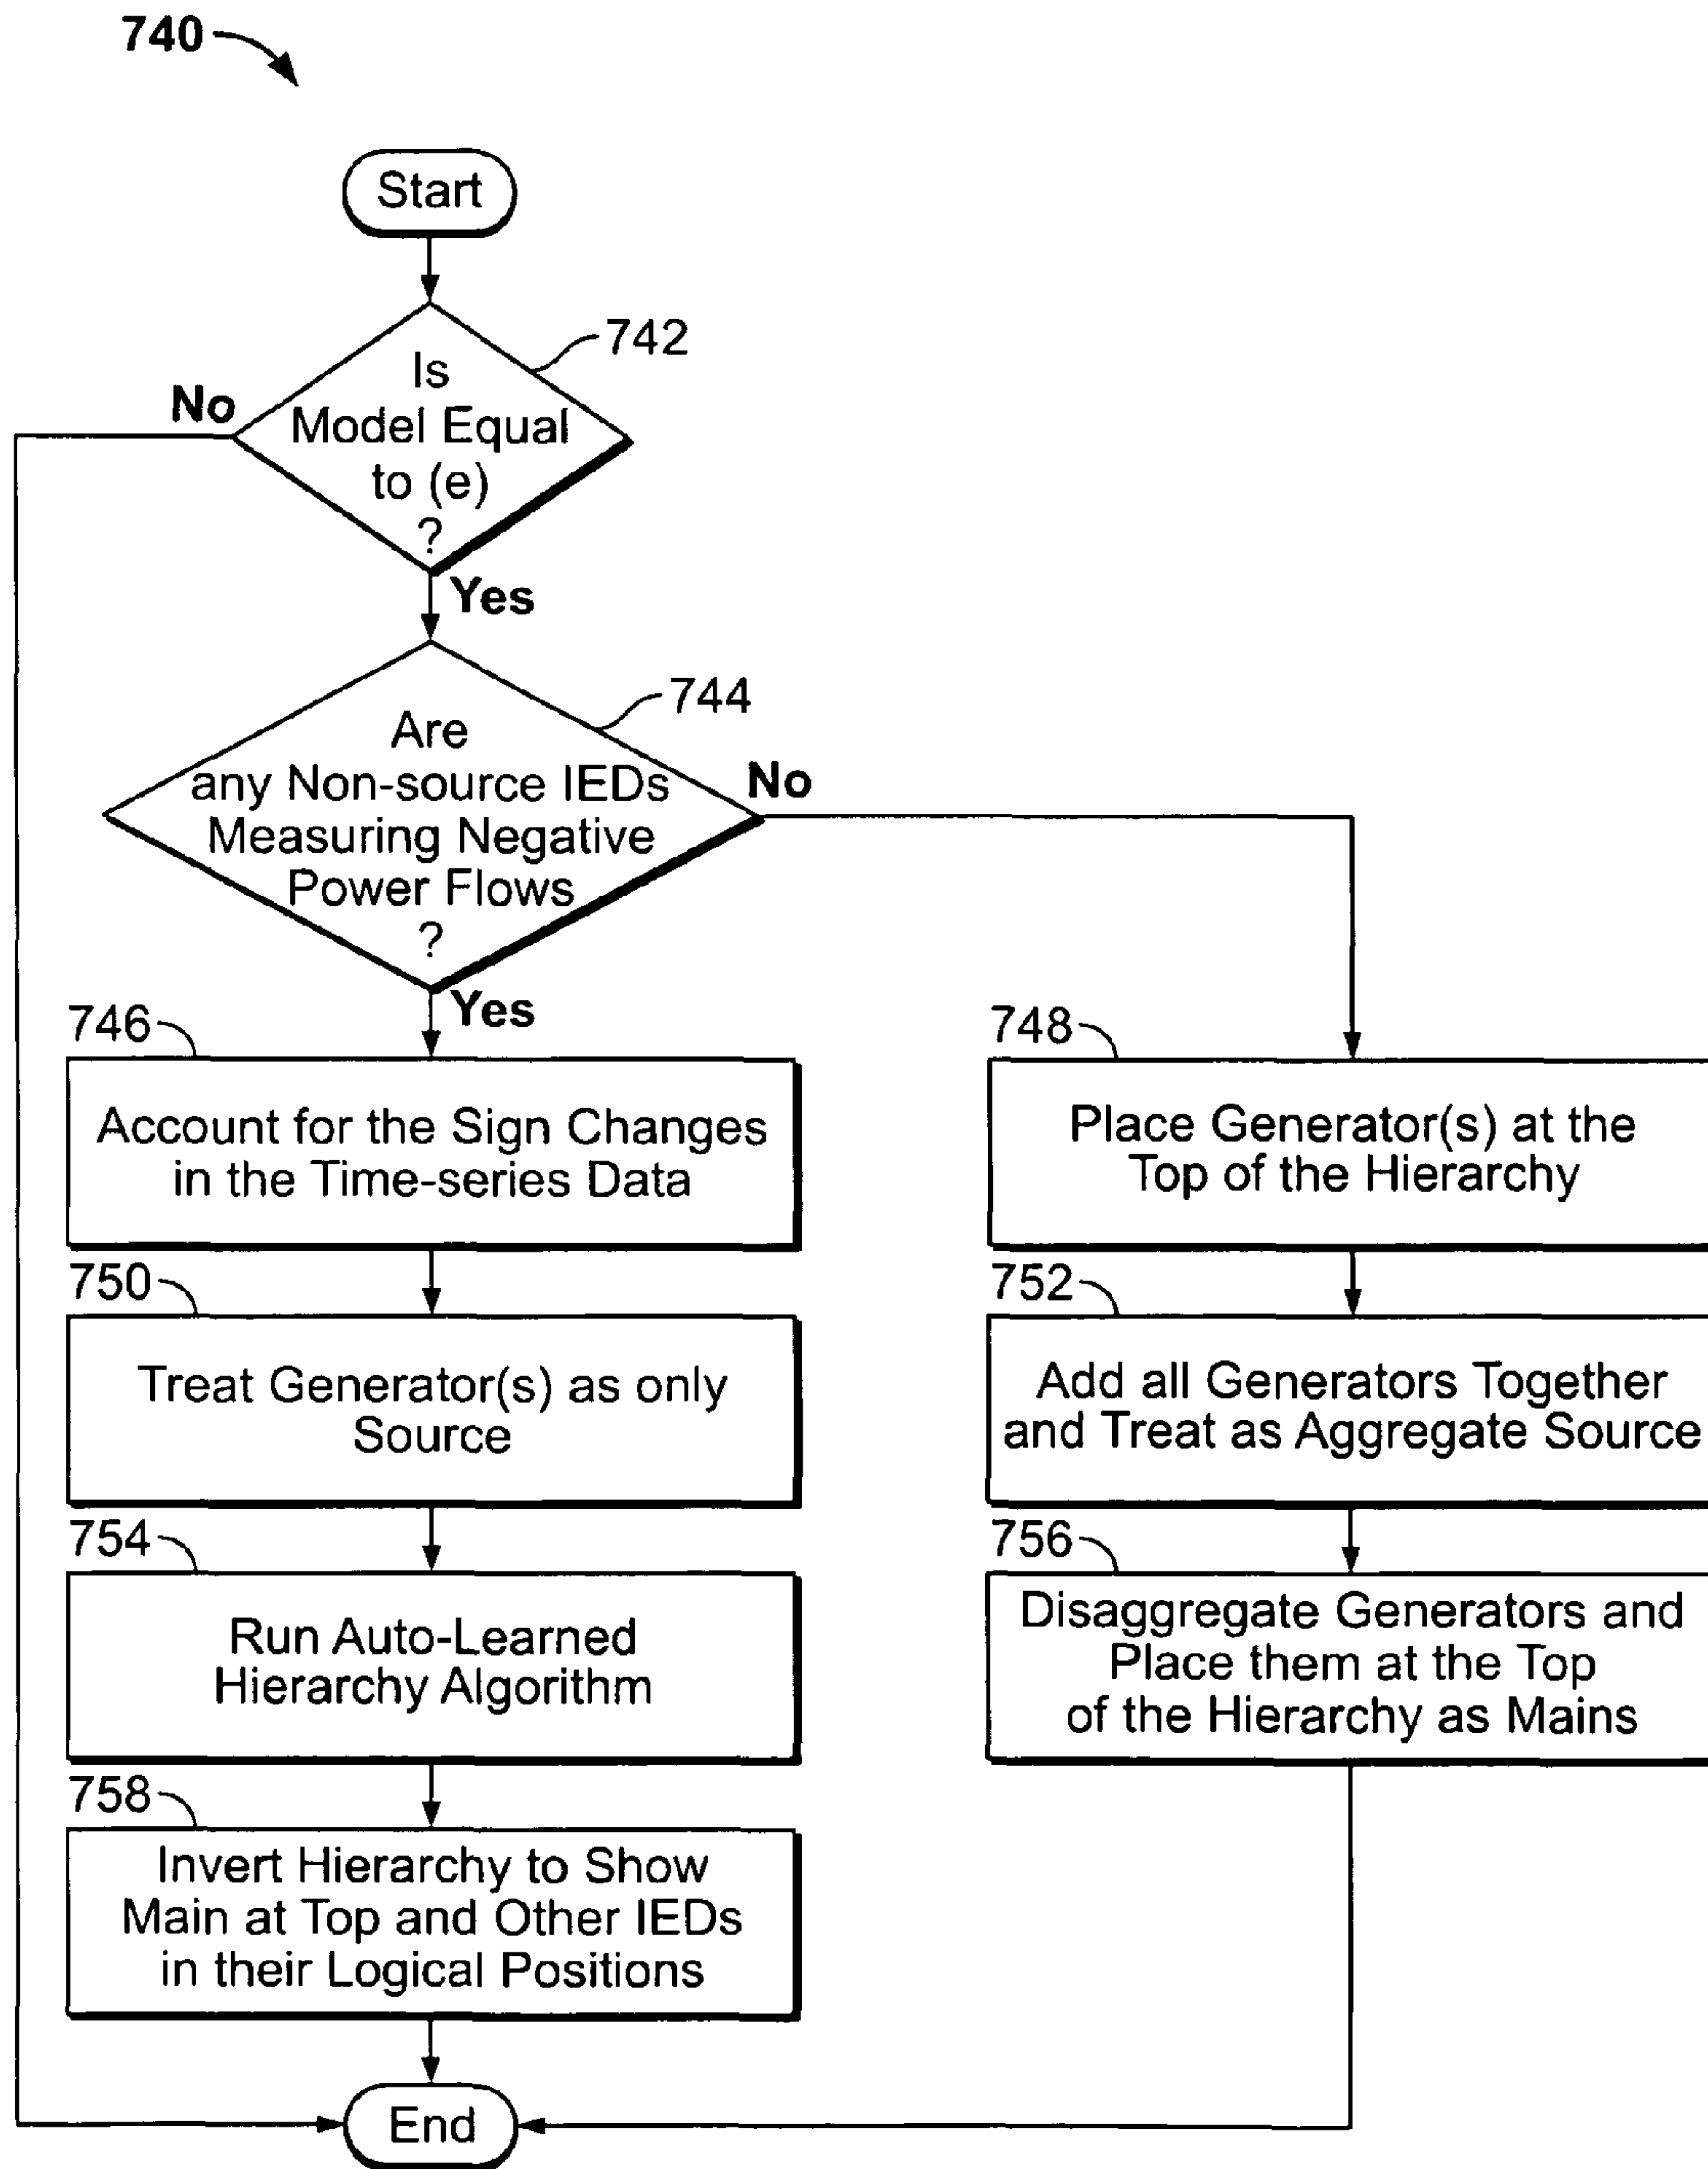 740
Start
742
Is
Model Equal
to (e)
?
No
Yes
744
Are
any Non-source IEDs
Measuring Negative
Power Flows
?
No
Yes
746
Account for the Sign Changes
in the Time-series Data
748
Place Generator(s) at the
Top of the Hierarchy
750
Treat Generator(s) as only
Source
752
Add all Generators Together
and Treat as Aggregate Source
754
Run Auto-Learned
Hierarchy Algorithm
756
Disaggregate Generators and
Place them at the Top
of the Hierarchy as Mains
758
Invert Hierarchy to Show
Main at Top and Other IEDs
in their Logical Positions
End